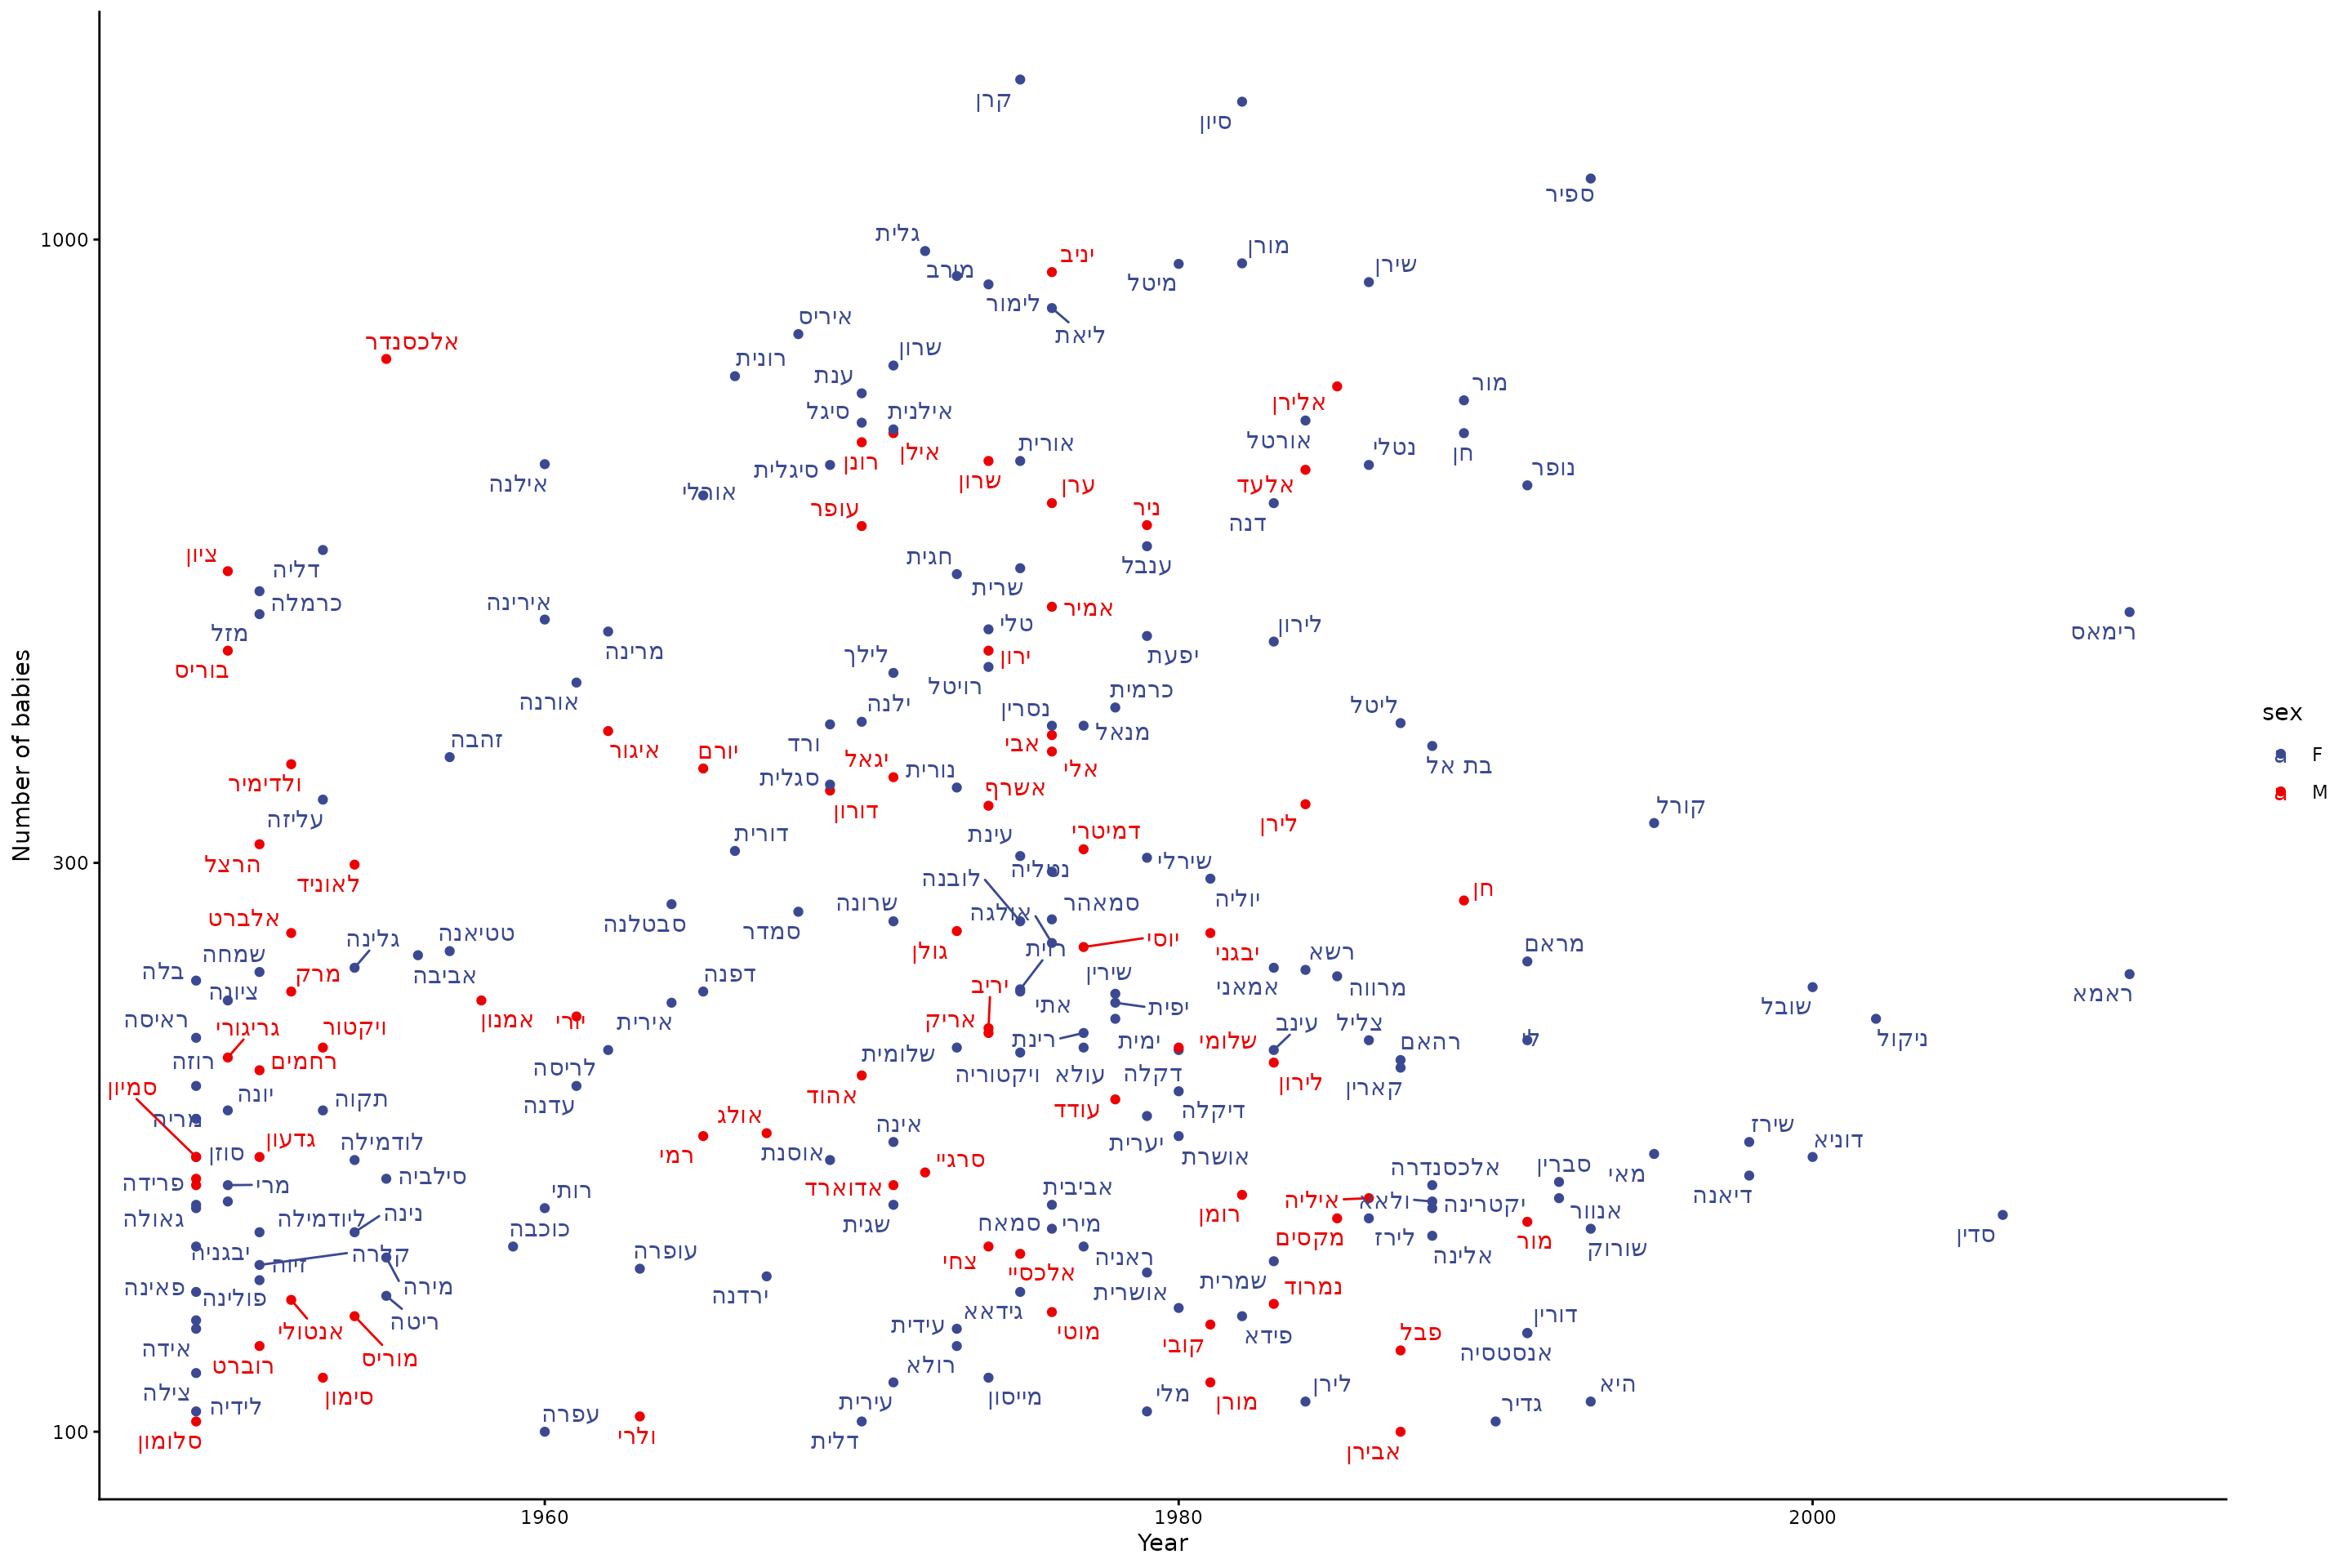 קרן
סיון
ספיר
1000
גלית
מורן
יניב
שירן
מירב
מיטל
לימור
איריס
ליאת
אלכסנדר
שרון
רונית
ענת
מור
אלירן
סיגל
אילנית
אורטל
אורית
נטלי
אילן
חן
רונן
נופר
סיגלית
שרון
אילנה
ערן
אלעד
אורלי
עופר
ניר
דנה
ציון
חגית
ענבל
דליה
שרית
אירינה
כרמלה
אמיר
טלי
לירון
רימאס
מזל
מרינה
לילך
ירון
יפעת
בוריס
רויטל
כרמית
אורנה
ילנה
נסרין
ליטל
מנאל
זהבה
ורד
אבי
איגור
יורם
יגאל
אלי
בת אל
נורית
סגלית
ולדימיר
אשרף
קורל
דורון
עליזה
לירן
דמיטרי
דורית
עינת
300
הרצל
שירלי
נטליה
לובנה
לאוניד
חן
יוליה
שרונה
סמאהר
אולגה
אלברט
סבטלנה
סמדר
טטיאנה
גלינה
יוסי
מראם
רוית
גולן
יבגני
רשא
שמחה
בלה
שירין
מרק
אביבה
דפנה
יריב
אמאני
מרווה
ראמא
ציונה
אתי
יפית
שובל
ראיסה
אמנון
יורי
אירית
אריק
עינב
צליל
גריגורי
ויקטור
רינת
ימית
שלומי
לי
ניקול
רהאם
שלומית
רוזה
רחמים
לריסה
ויקטוריה
עולא
דקלה
לירון
קארין
סמיון
יונה
תקוה
עדנה
אהוד
עודד
דיקלה
מריה
אולג
אינה
שירז
גדעון
לודמילה
יערית
דוניא
סוזן
רמי
אוסנת
סרגיי
אושרת
אלכסנדרה
סברין
מאי
פרידה
מרי
סילביה
אדוארד
אביבית
דיאנה
רותי
איליה
ולאא
יקטרינה
אנוור
גאולה
ליודמילה
נינה
שגית
סמאח
מירי
רומן
כוכבה
מקסים
לירז
מור
סדין
יבגניה
קלרה
עופרה
ראניה
אלינה
שורוק
זיוה
צחי
אלכסיי
פאינה
מירה
שמרית
נמרוד
פולינה
ירדנה
אושרית
גידאא
ריטה
דורין
אנטולי
עידית
מוטי
פידא
פבל
אידה
קובי
אנסטסיה
רוברט
מוריס
רולא
צילה
סימון
מייסון
מלי
לירן
היא
לידיה
עפרה
עירית
מורן
גדיר
100
סלומון
ולרי
דלית
אבירן
1960
1980
2000
Year
Number of babies
sex
a F
a M